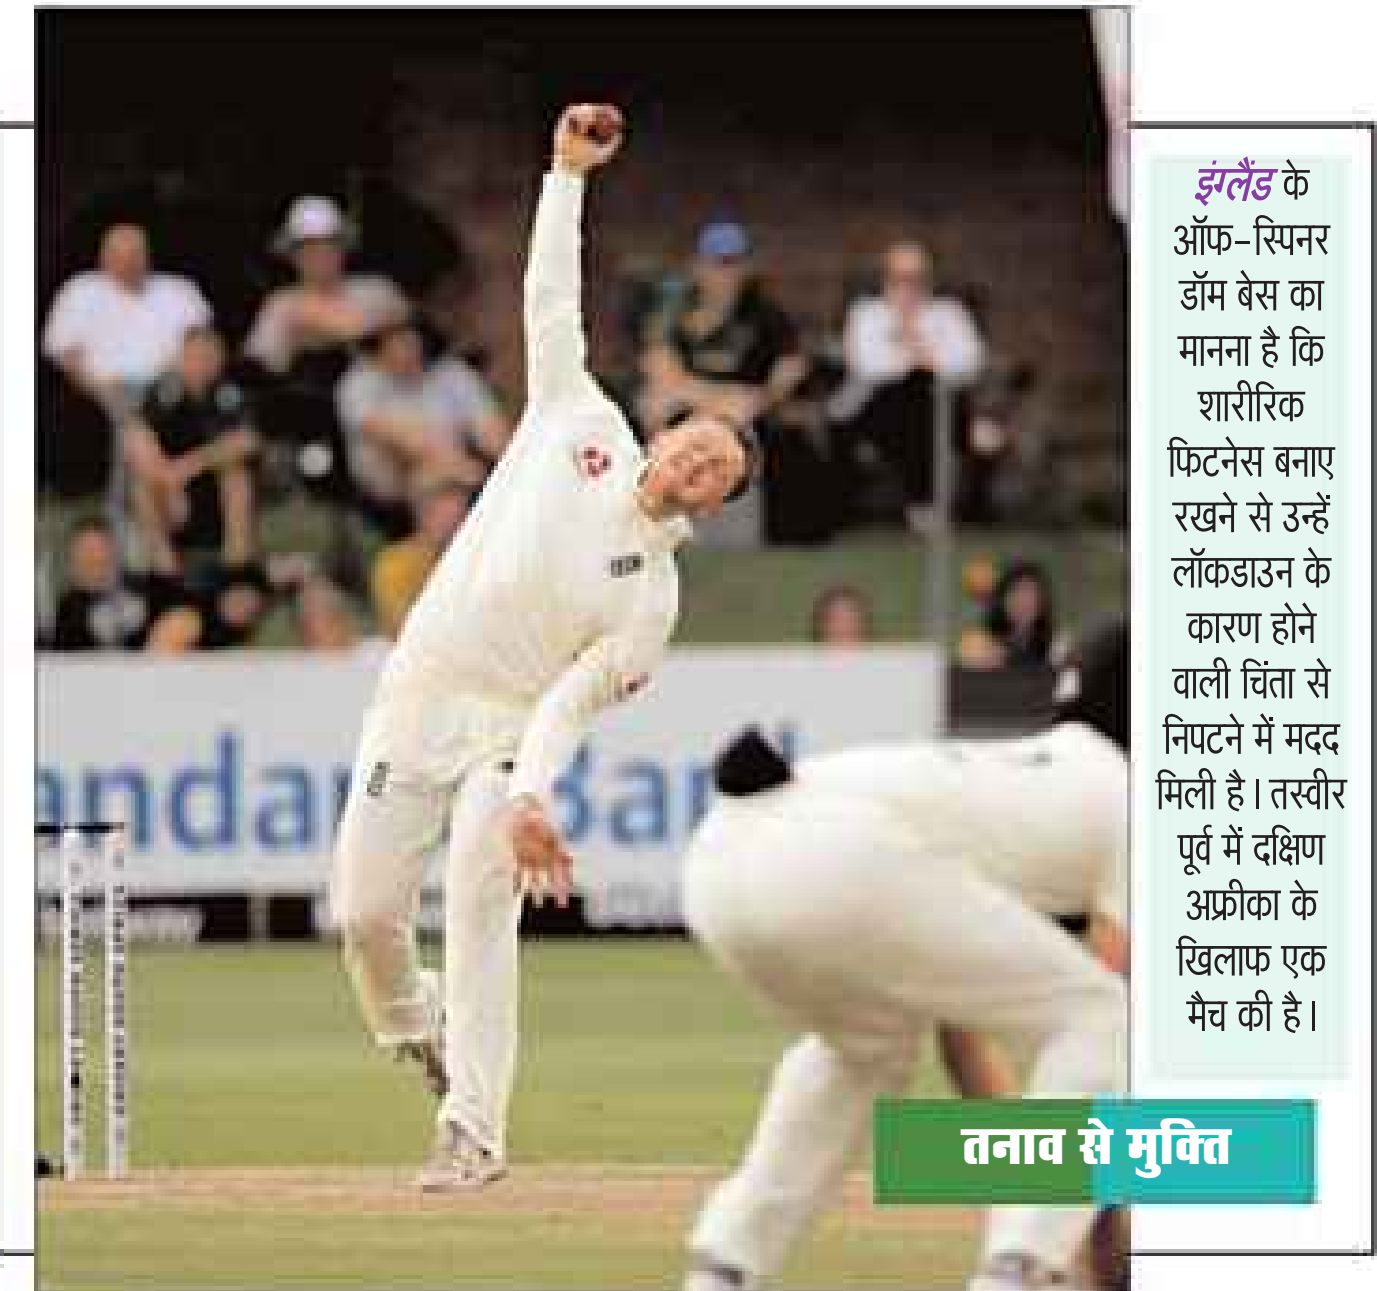 इंग्लैंड के
ऑफ-स्पिनर
डॉम बेस का
मानना है कि
शारीरिक
फिटनेस बनाए
रखने से उन्हें
लॉकडाउन के
कारण होने
वाली चिंता से
निपटने में मदद
मिली है। तस्वीर
पूर्व में दक्षिण
अफ्रीका के
खिलाफ एक
मैच की है।
तनाव से मुक्ति